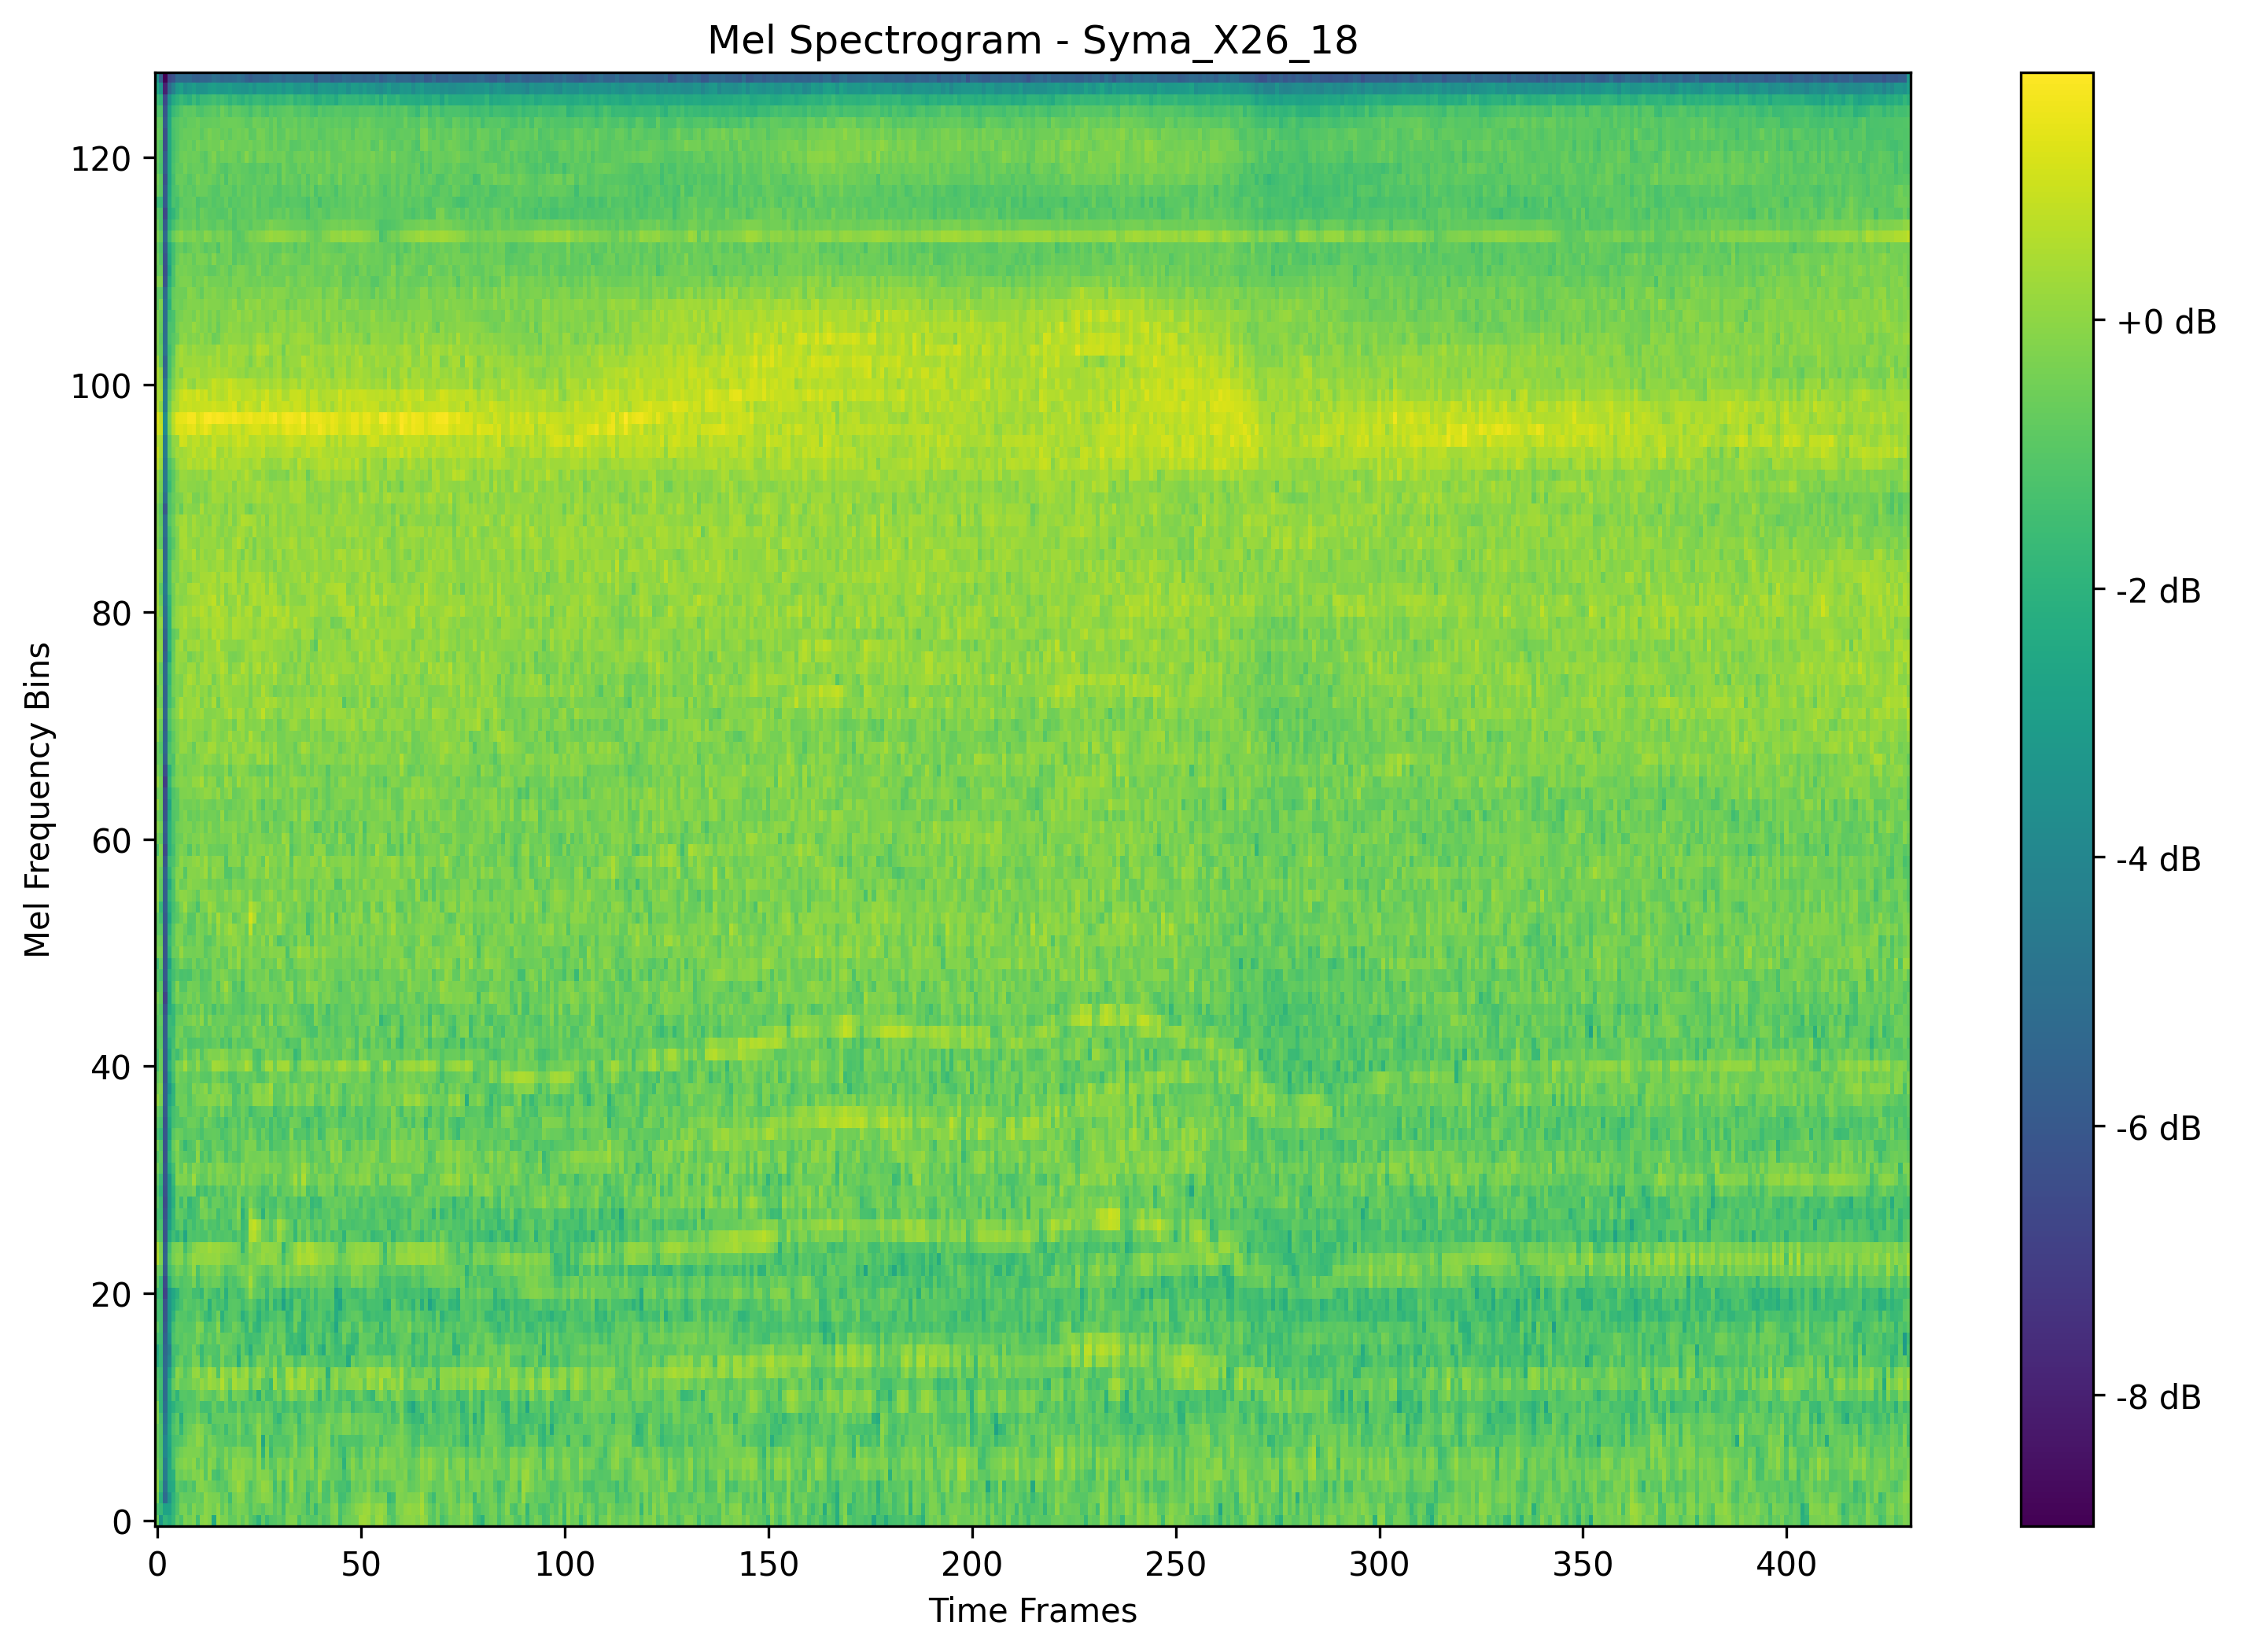 Mel Spectrogram - Syma_X26_18
Mel Frequency Bins
120
100
80
60
40
20
0
0 50 100 150 200 250 300 350 400
Time Frames
+0 dB
-2 dB
-4 dB
-6 dB
-8 dB